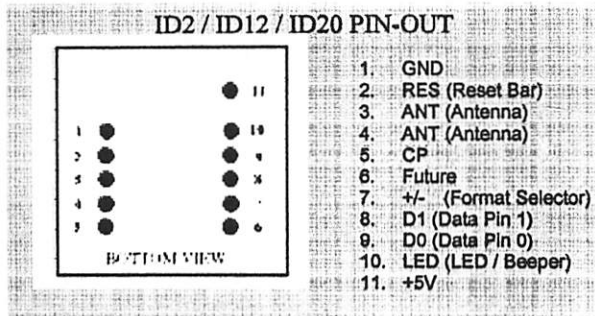 ID2 / ID12 / ID20 PIN-OUT
11
1 10
2 9
3 8
4
5 6
BOTTOM VIEW
1. GND
2. RES (Reset Bar)
3. ANT (Antenna)
4. ANT (Antenna)
5. CP
6. Future
7. +/- (Format Selector)
8. D1 (Data Pin 1)
9. D0 (Data Pin 0)
10. LED (LED / Beeper)
11. +5V